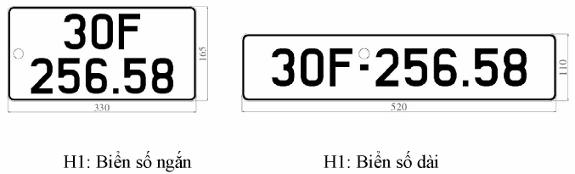 30F
256.58
165
330
30F-256.58
110
520
H1: Biển số ngắn
H1: Biển số dài